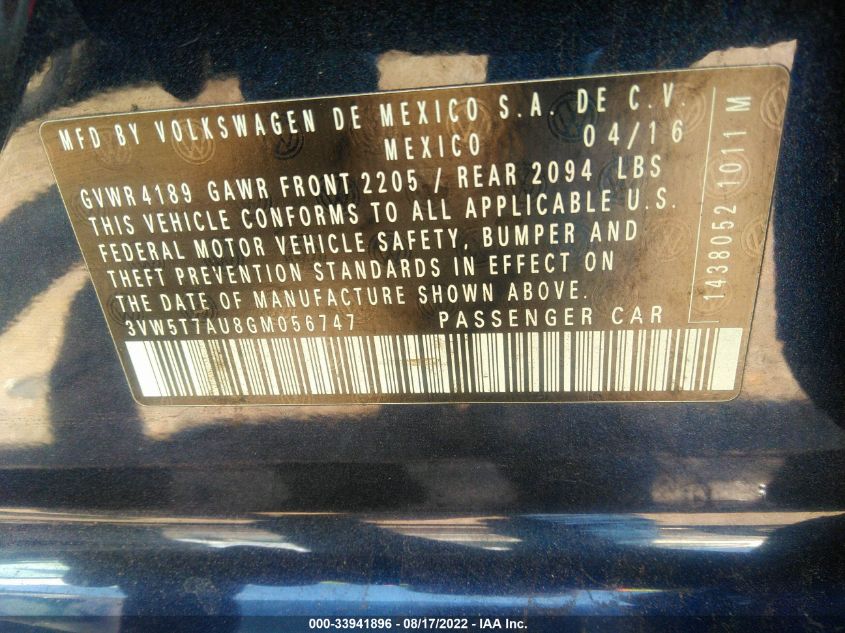 MFD BY VOLKSWAGEN DE MEXICO S.A. DE C.V.
MEXICO 04/16
GVWR 4189 GAWR FRONT 2205 / REAR 2094 LBS
THIS VEHICLE CONFORMS TO ALL APPLICABLE U.S.
FEDERAL MOTOR VEHICLE SAFETY, BUMPER AND
THEFT PREVENTION STANDARDS IN EFFECT ON
THE DATE OF MANUFACTURE SHOWN ABOVE.
3VW5T7AU8GM056747 PASSENGER CAR
1438052 1011 M
000-33941896 - 08/17/2022 - IAA Inc.